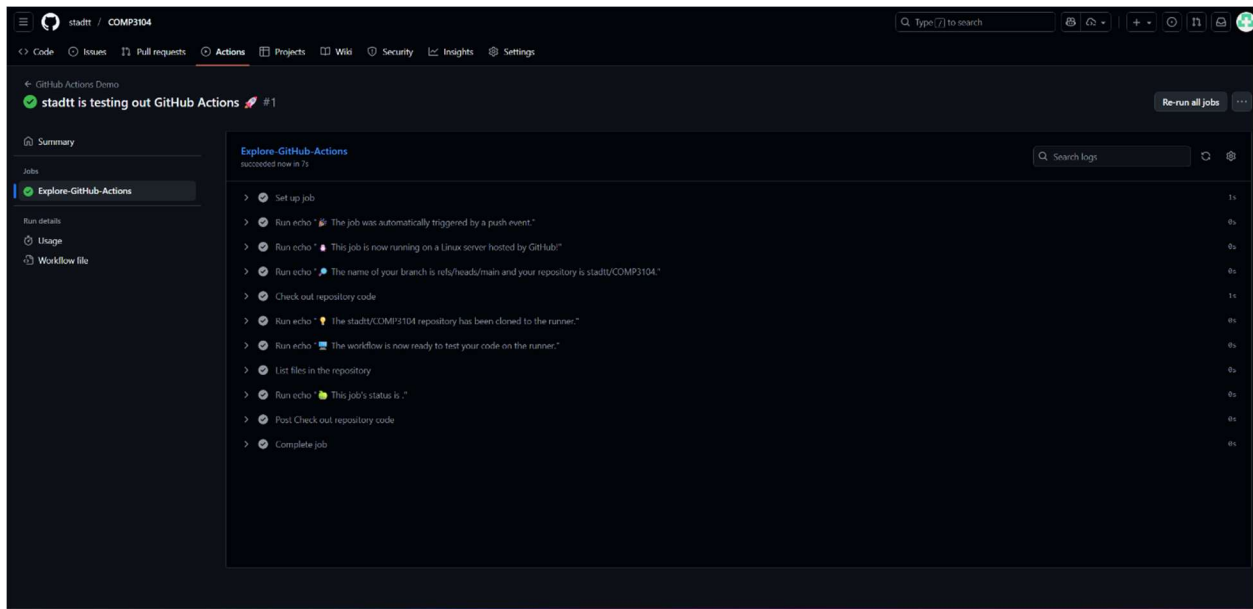 stadtt / COMP3104
Type / to search
Code Issues Pull requests Actions Projects Wiki Security Insights Settings
GitHub Actions Demo
stadtt is testing out GitHub Actions 🚀 #1
Re-run all jobs
Summary
Jobs
Explore-GitHub-Actions
Run details
Usage
Workflow file
Explore-GitHub-Actions
succeeded now in 7s
Search logs
Set up job 1s
Run echo "🎉 The job was automatically triggered by a push event." 0s
Run echo "🐧 This job is now running on a Linux server hosted by GitHub!" 0s
Run echo "🔎 The name of your branch is refs/heads/main and your repository is stadtt/COMP3104." 0s
Check out repository code 1s
Run echo "💡 The stadtt/COMP3104 repository has been cloned to the runner." 0s
Run echo "🖥️ The workflow is now ready to test your code on the runner." 0s
List files in the repository 0s
Run echo "🍏 This job's status is ." 0s
Post Check out repository code 0s
Complete job 0s